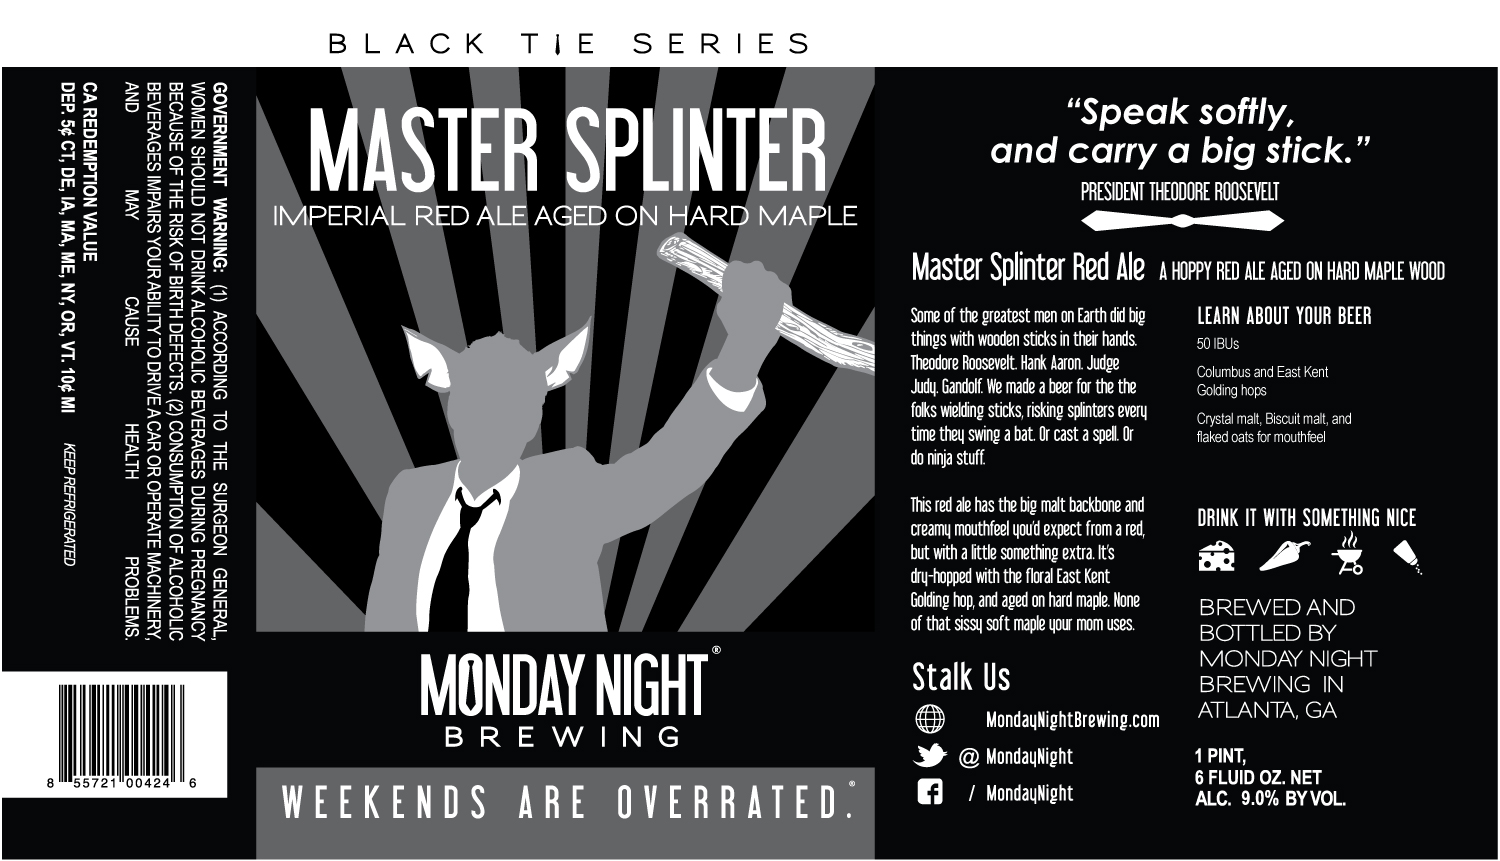 BLACK TIE SERIES
GOVERNMENT WARNING: (1) ACCORDING TO THE SURGEON GENERAL,
WOMEN SHOULD NOT DRINK ALCOHOLIC BEVERAGES DURING PREGNANCY
BECAUSE OF THE RISK OF BIRTH DEFECTS. (2) CONSUMPTION OF ALCOHOLIC
BEVERAGES IMPAIRS YOUR ABILITY TO DRIVE A CAR OR OPERATE MACHINERY,
AND MAY CAUSE HEALTH PROBLEMS.
CA REDEMPTION VALUE
DEP. 5¢ CT, DE, IA, MA, ME, NY, OR, VT. 10¢ MI KEEP REFRIGERATED
8 55721 00424 6
MASTER SPLINTER
IMPERIAL RED ALE AGED ON HARD MAPLE
MONDAY NIGHT®
BREWING
WEEKENDS ARE OVERRATED.®
“Speak softly,
and carry a big stick.”
PRESIDENT THEODORE ROOSEVELT
Master Splinter Red Ale A HOPPY RED ALE AGED ON HARD MAPLE WOOD
Some of the greatest men on Earth did big
things with wooden sticks in their hands.
Theodore Roosevelt. Hank Aaron. Judge
Judy. Gandolf. We made a beer for the the
folks wielding sticks, risking splinters every
time they swing a bat. Or cast a spell. Or
do ninja stuff.
This red ale has the big malt backbone and
creamy mouthfeel you'd expect from a red,
but with a little something extra. It's
dry-hopped with the floral East Kent
Golding hop, and aged on hard maple. None
of that sissy soft maple your mom uses.
Stalk Us
MondayNightBrewing.com
@ MondayNight
/ MondayNight
LEARN ABOUT YOUR BEER
50 IBUs
Columbus and East Kent
Golding hops
Crystal malt, Biscuit malt, and
flaked oats for mouthfeel
DRINK IT WITH SOMETHING NICE
BREWED AND
BOTTLED BY
MONDAY NIGHT
BREWING IN
ATLANTA, GA
1 PINT,
6 FLUID OZ. NET
ALC. 9.0% BY VOL.